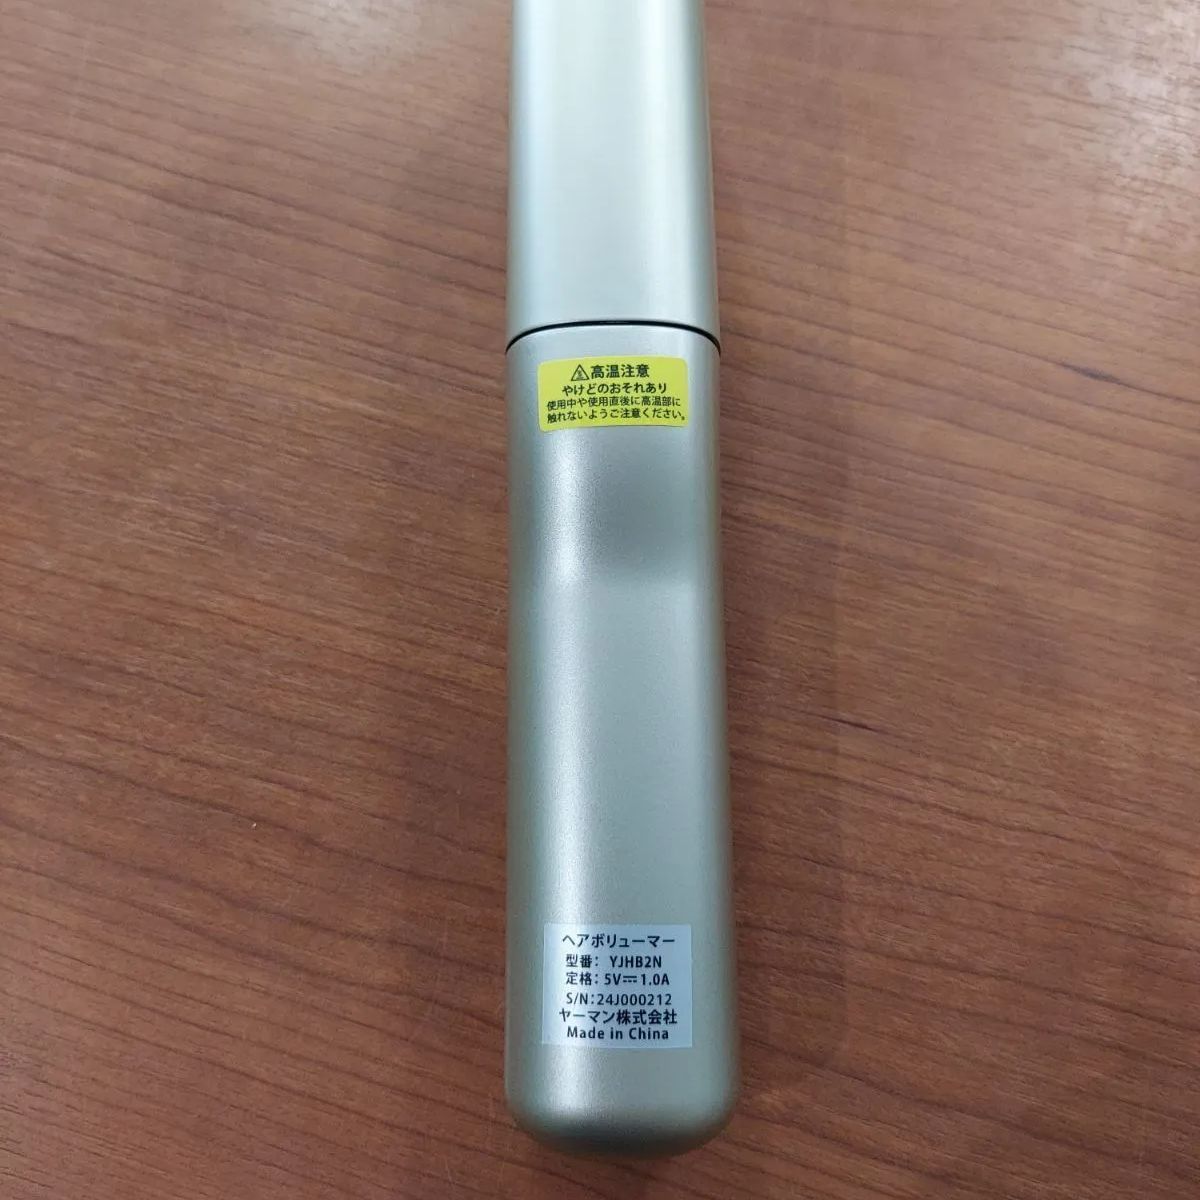 高温注意
やけどのおそれあり
使用中や使用直後に高温部に
触れないようご注意ください。
ヘアボリューマー
型番： YJHB2N
定格：5V⎓1.0A
S/N:24J000212
ヤーマン株式会社
Made in China